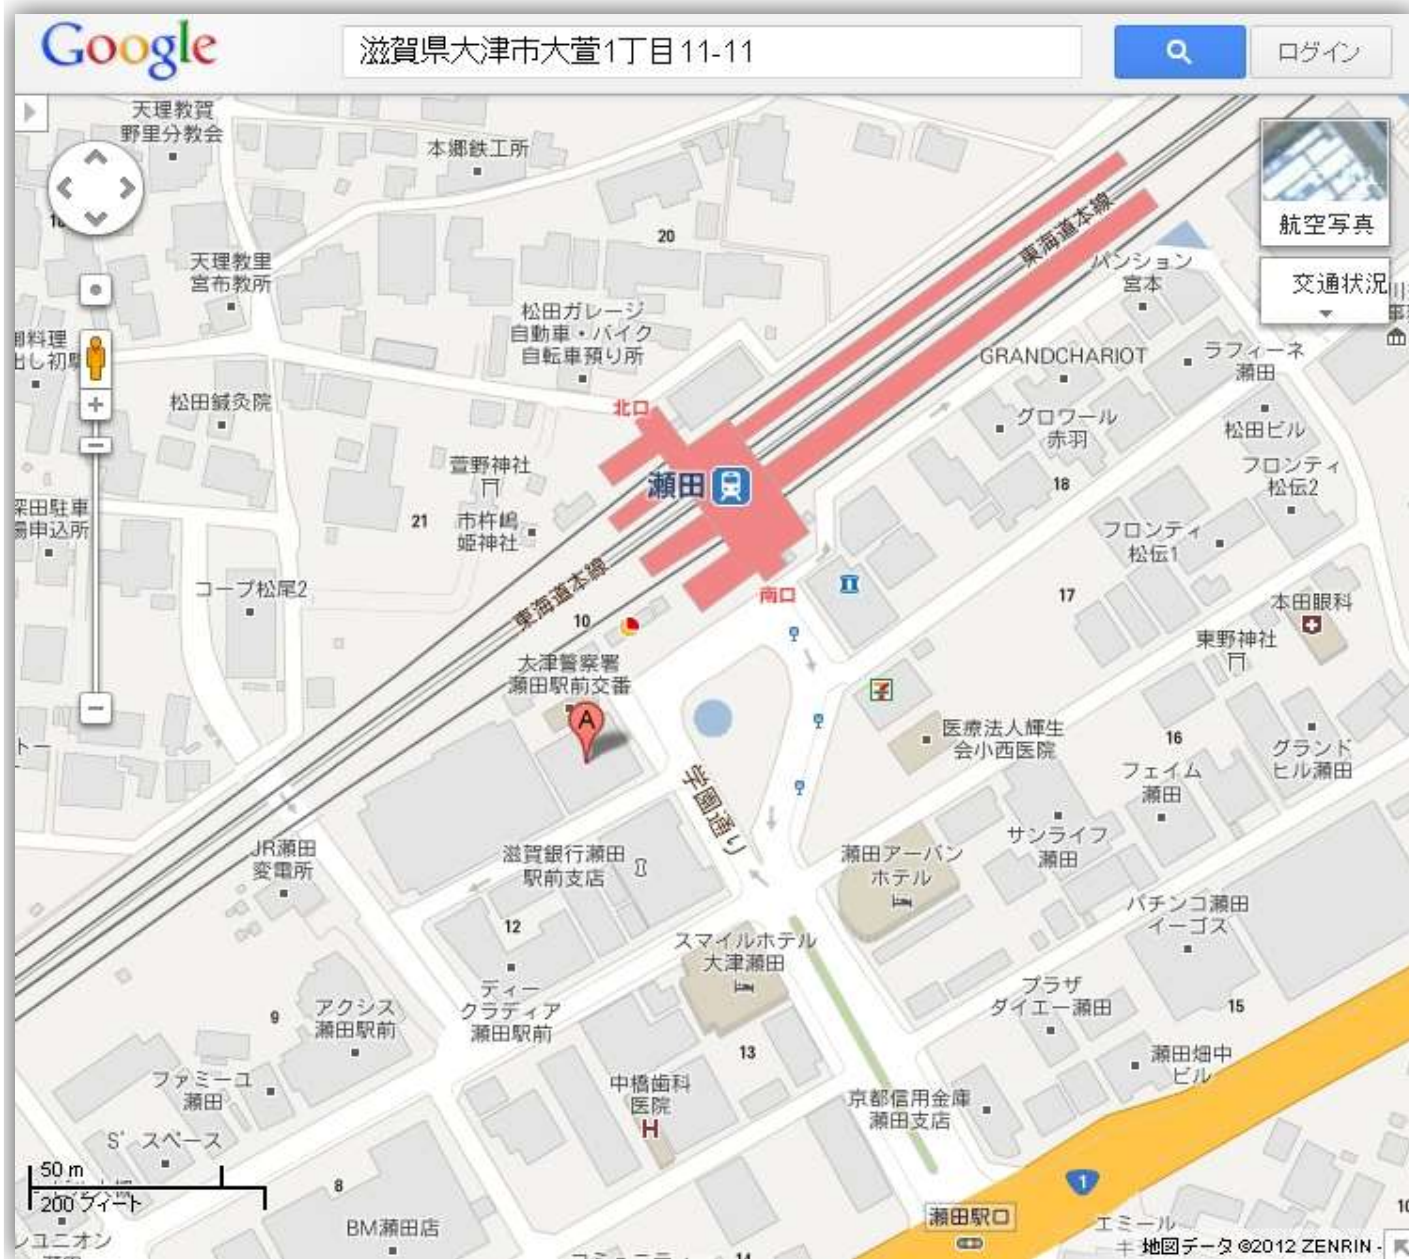 Google
滋賀県大津市大萱1丁目11-11
ログイン
天理教賀
野里分教会
本郷鉄工所
航空写真
交通状況
20
東海道本線
パンション
宮本
天理教里
宮布教所
松田ガレージ
自動車・バイク
自転車預り所
GRANDCHARIOT
ラフィーネ
瀬田
松田鍼灸院
北口
グロワール
赤羽
松田ビル
萱野神社
瀬田
18
フロンティ
松伝2
深田駐車
場申込所
21
市杵嶋
姫神社
フロンティ
松伝1
コープ松尾2
東海道本線
南口
17
本田眼科
10
東野神社
大津警察署
瀬田駅前交番
A
医療法人輝生
会小西医院
16
グランド
ヒル瀬田
学園通り
フェイム
瀬田
JR瀬田
変電所
滋賀銀行瀬田
駅前支店
瀬田アーバン
ホテル
サンライフ
瀬田
12
パチンコ瀬田
イーゴス
スマイルホテル
大津瀬田
ディー
クラディア
瀬田駅前
プラザ
ダイエー瀬田
15
アクシス
瀬田駅前
9
13
瀬田畑中
ビル
ファミーユ
瀬田
中橋歯科
医院
H
京都信用金庫
瀬田支店
S' スペース
50 m
200 フィート
8
1
BM瀬田店
瀬田駅口
エミール
地図データ ©2012 ZENRIN -